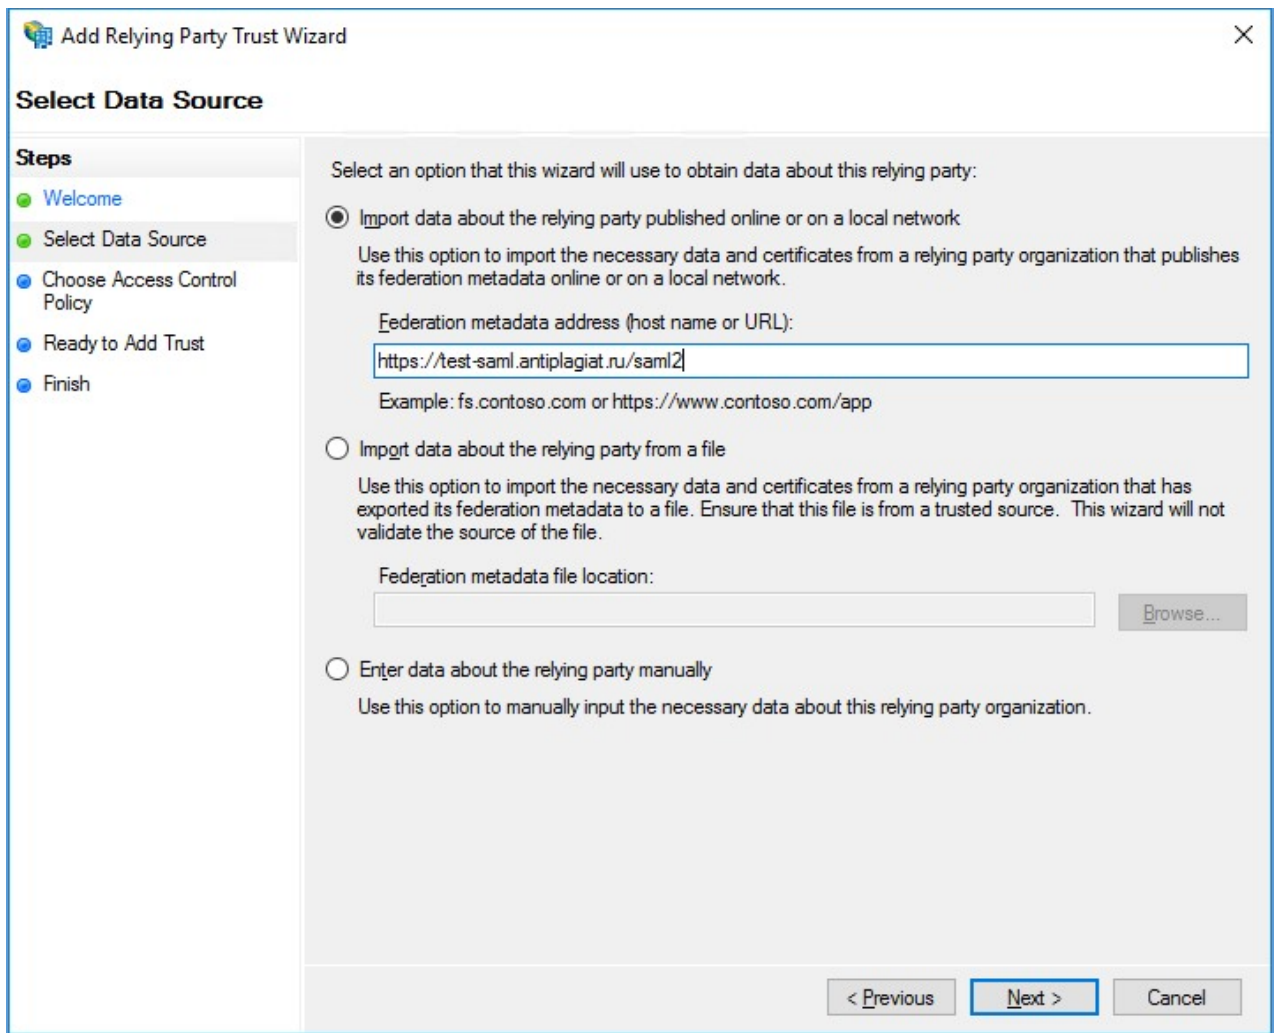 Add Relying Party Trust Wizard
Select Data Source
Steps
Welcome
Select Data Source
Choose Access Control
Policy
Ready to Add Trust
Finish
Select an option that this wizard will use to obtain data about this relying party:
Import data about the relying party published online or on a local network
Use this option to import the necessary data and certificates from a relying party organization that publishes
its federation metadata online or on a local network.
Federation metadata address (host name or URL):
https://test-saml.antiplagiat.ru/saml2
Example: fs.contoso.com or https://www.contoso.com/app
Import data about the relying party from a file
Use this option to import the necessary data and certificates from a relying party organization that has
exported its federation metadata to a file. Ensure that this file is from a trusted source.  This wizard will not
validate the source of the file.
Federation metadata file location:
Browse...
Enter data about the relying party manually
Use this option to manually input the necessary data about this relying party organization.
< Previous
Next >
Cancel